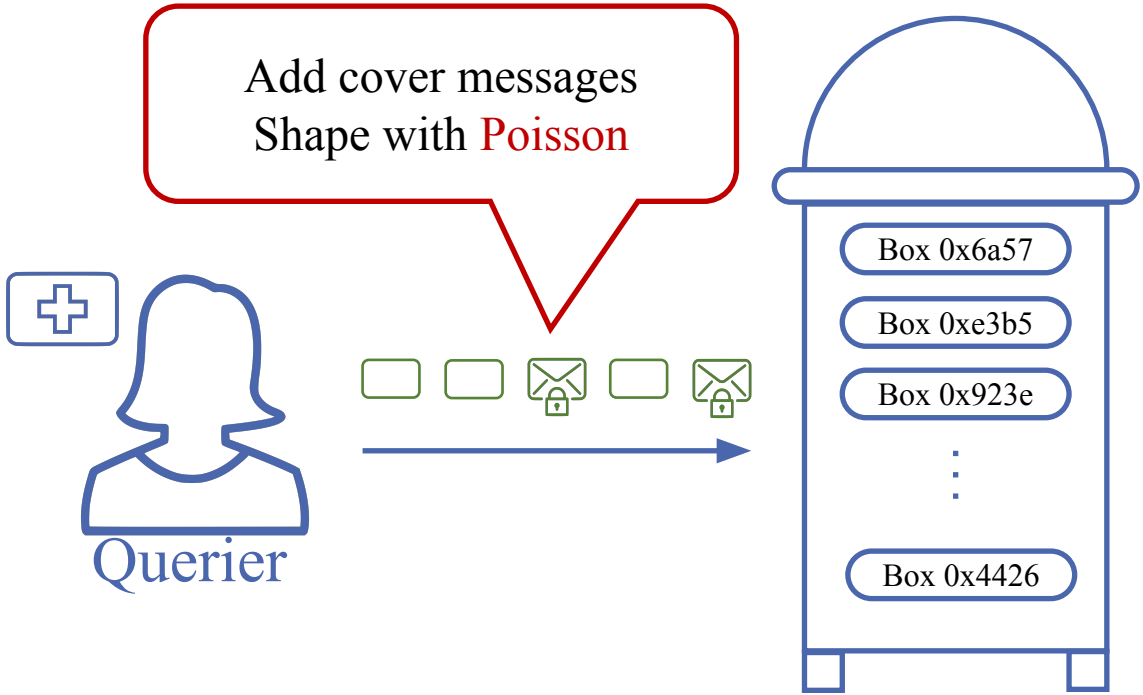 Add cover messages
Shape with Poisson
Box 0x6a57
Box 0xe3b5
Box 0x923e
Box 0x4426
Querier